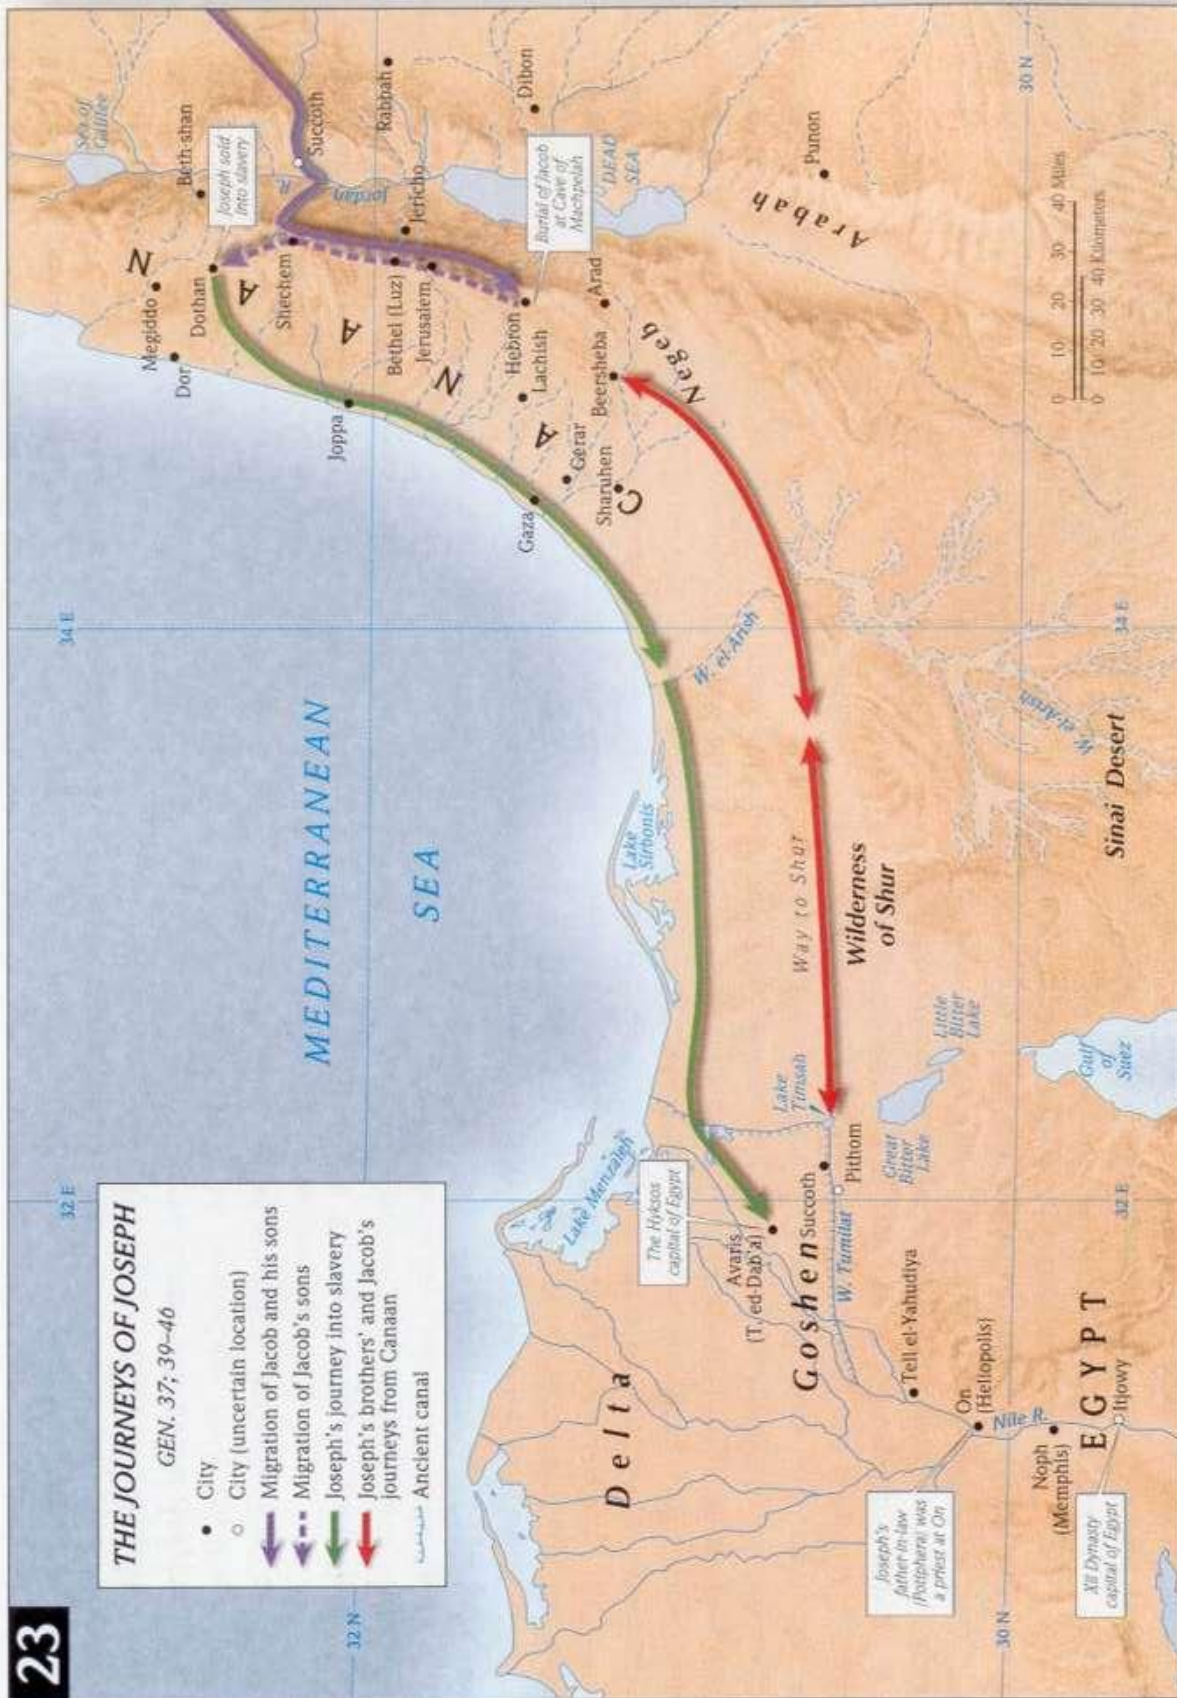 23
THE JOURNEYS OF JOSEPH
GEN. 37; 39–46
City
City (uncertain location)
Migration of Jacob and his sons
Migration of Jacob's sons
Joseph's journey into slavery
Joseph's brothers' and Jacob's
journeys from Canaan
Ancient canal
32 E
34 E
32 N
MEDITERRANEAN
SEA
Sea of
Galilee
Beth-shan
Megiddo
Dor
Dothan
Joseph sold
into slavery
Succoth
Jordan
R.
Rabbah
Shechem
Joppa
Bethel (Luz)
Jericho
Jerusalem
Hebron
Lachish
Dibon
DEAD
SEA
Burial of Jacob
at Cave of
Machpelah
CANAAN
Gaza
Gerar
Sharuhen
Beersheba
Arad
Negeb
Arabah
Punon
30 N
0 10 20 30 40 Miles
0 10 20 30 40 Kilometers
W. el-Arish
W. el-Arish
34 E
Sinai Desert
Lake
Sirbonis
Way to Shur
Wilderness
of Shur
Lake Menzaleh
The Hyksos
capital of Egypt
Avaris
(T. ed-Dab'a)
Lake
Timsah
Little
Bitter
Lake
Great
Bitter
Lake
Gulf
of
Suez
Delta
Goshen
Succoth
Pithom
W. Tumilat
Tell el-Yahudiya
32 E
On
(Heliopolis)
Joseph's
father-in-law
(Potiphera) was
a priest at On
Nile R.
Noph
(Memphis)
EGYPT
Itjowy
XII Dynasty
capital of Egypt
30 N